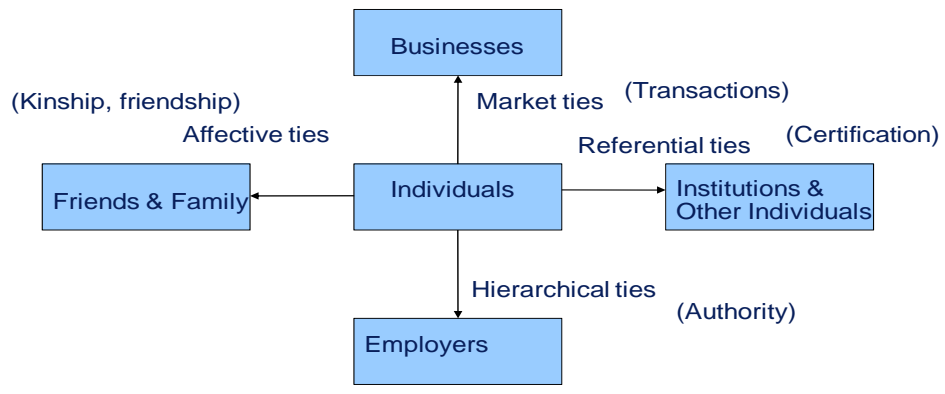 Businesses
(Kinship, friendship)
Market ties
(Transactions)
Affective ties
Referential ties
(Certification)
Friends & Family
Individuals
Institutions &
Other Individuals
Hierarchical ties
(Authority)
Employers